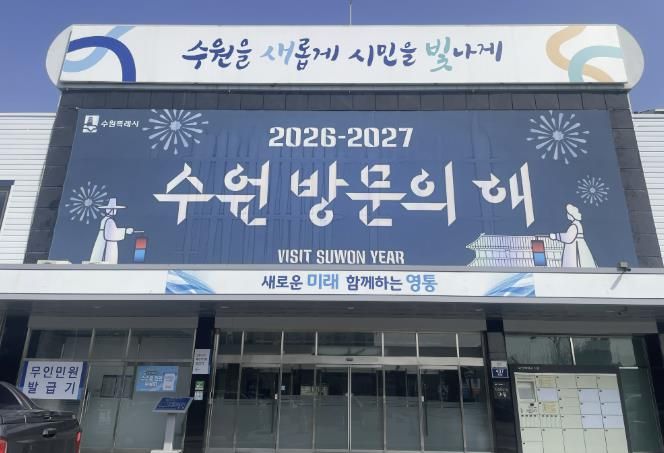 수원을 새롭게 시민을 빛나게
수원특례시
2026-2027
수원 방문의 해
VISIT SUWON YEAR
새로운 미래 함께하는 영통
무인민원
발급기